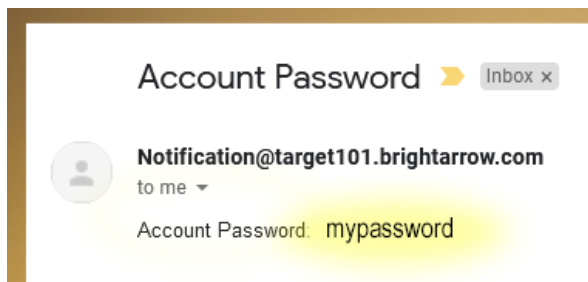 Account Password Inbox x
Notification@target101.brightarrow.com
to me
Account Password: mypassword